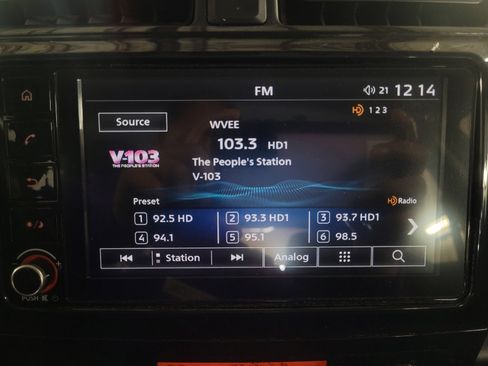 FM
21 12 14
HD 1 2 3
Source
WVEE
103.3 HD1
V-103
THE PEOPLE'S STATION
The People's Station
V-103
Preset
HD Radio
1 92.5 HD 2 93.3 HD1 3 93.7 HD1
4 94.1 5 95.1 6 98.5
Station Analog
PUSH